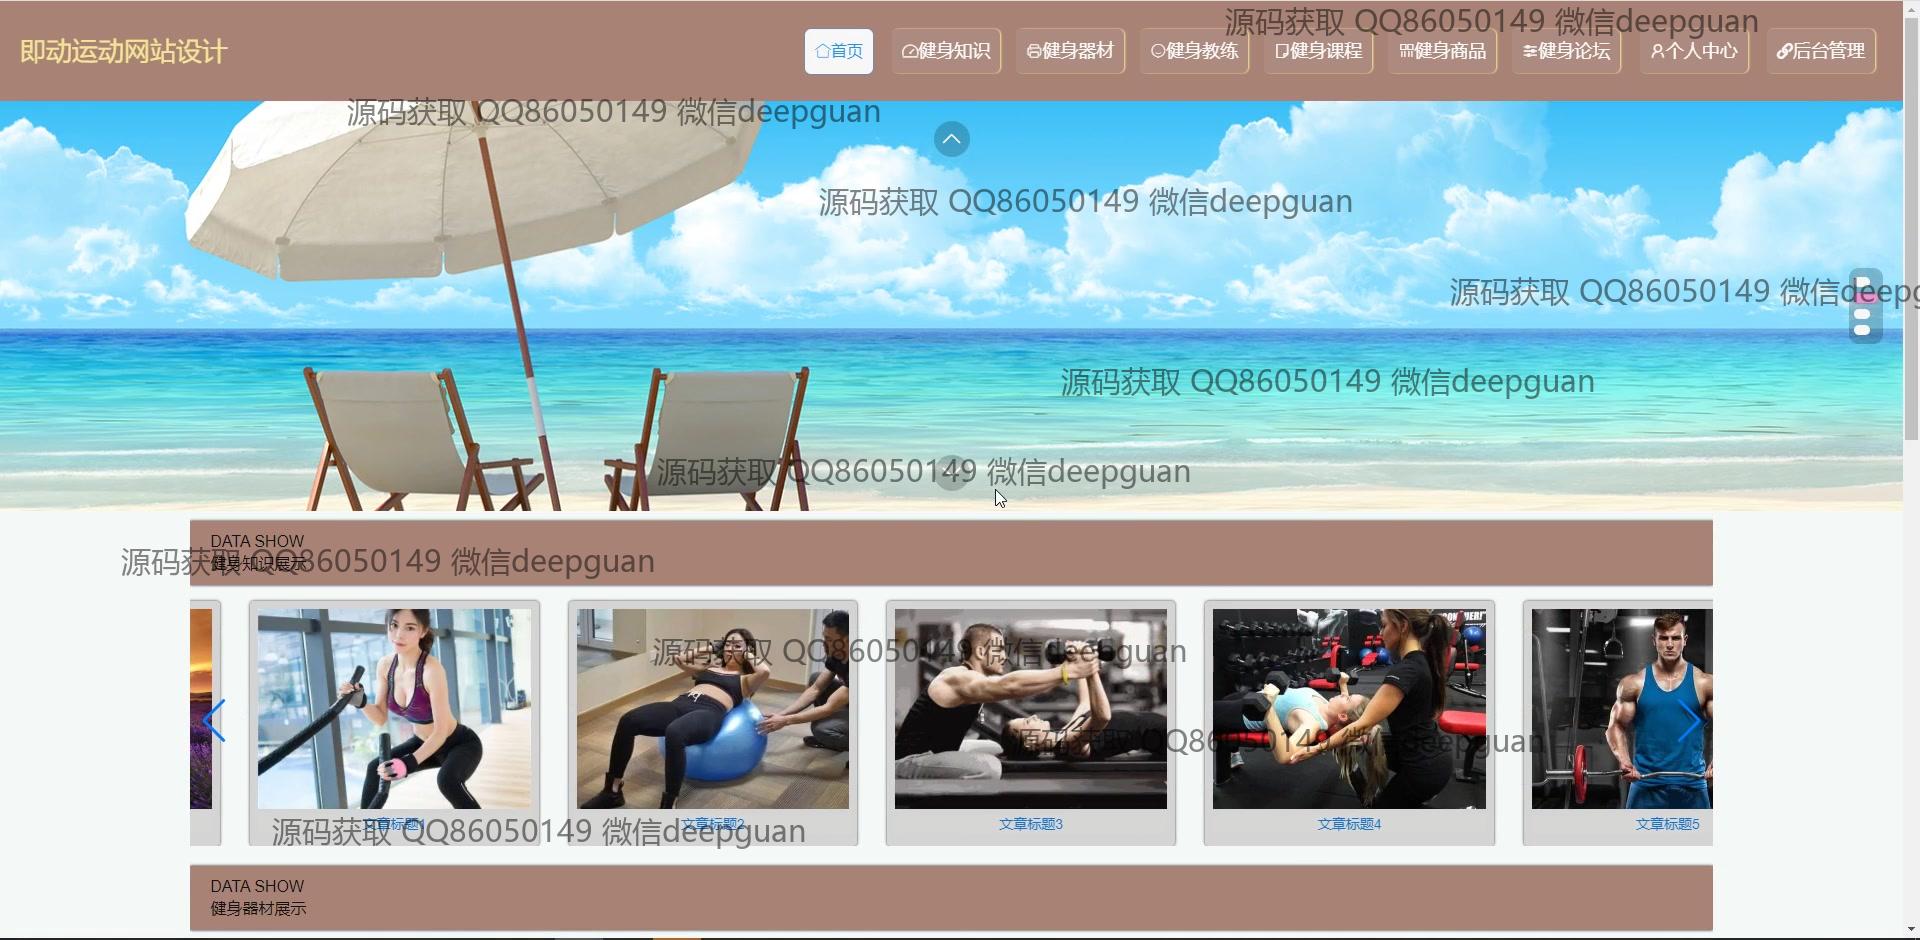 即动运动网站设计
首页
健身知识
健身器材
健身教练
健身课程
健身商品
健身论坛
个人中心
后台管理
源码获取 QQ86050149 微信deepguan
源码获取 QQ86050149 微信deepguan
源码获取 QQ86050149 微信deepguan
源码获取 QQ86050149 微信deepg
源码获取 QQ86050149 微信deepguan
源码获取 QQ86050149 微信deepguan
DATA SHOW
健身知识展示
源码获取 QQ86050149 微信deepguan
源码获取 QQ86050149 微信deepguan
源码获取 QQ86050149 微信deepguan
文章标题1
文章标题2
文章标题3
文章标题4
文章标题5
源码获取 QQ86050149 微信deepguan
DATA SHOW
健身器材展示